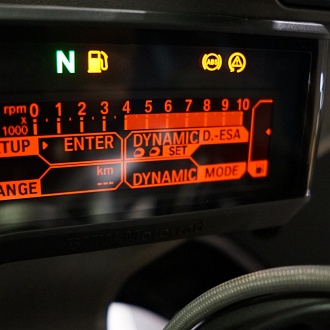 N
ABS
rpm 0 1 2 3 4 5 6 7 8 9 10
x
1000
TUP ENTER DYNAMIC D.-ESA
SET
km
ANGE --- DYNAMIC MODE